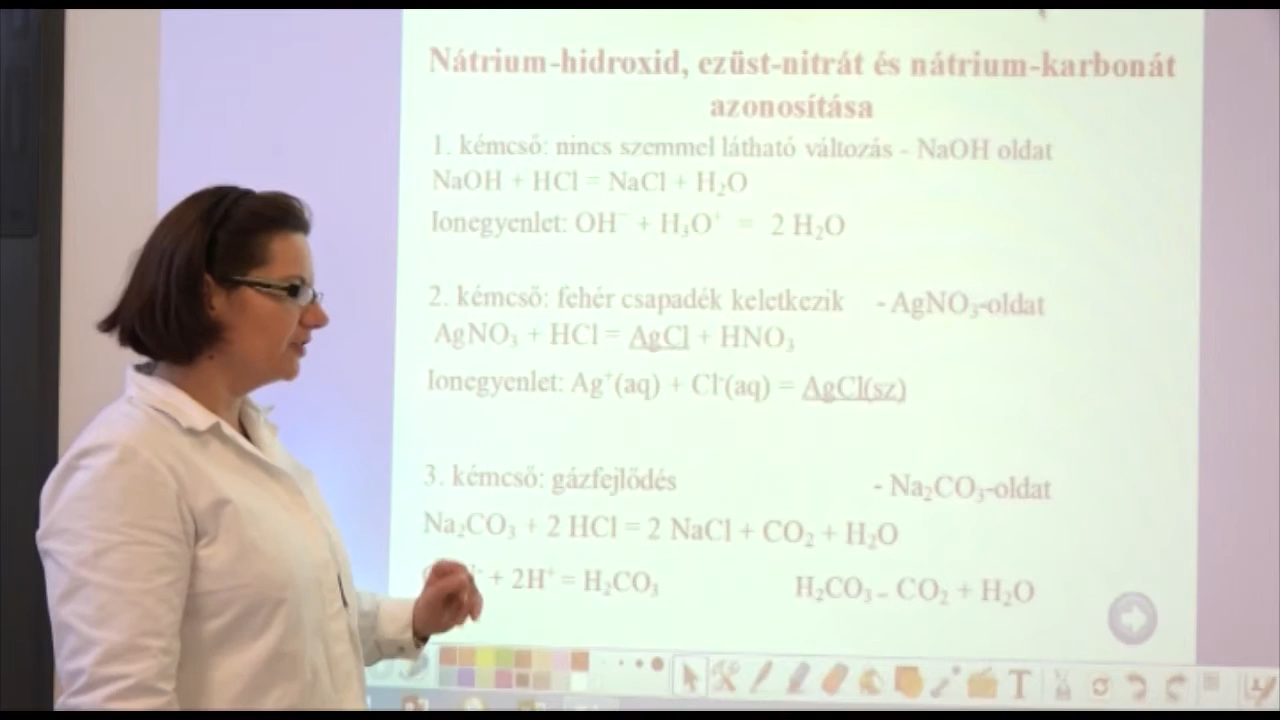 Nátrium-hidroxid, ezüst-nitrát és nátrium-karbonát
azonosítása
1. kémcső: nincs szemmel látható változás - NaOH oldat
NaOH + HCl = NaCl + H₂O
Ionegyenlet: OH⁻ + H₃O⁺ = 2 H₂O
2. kémcső: fehér csapadék keletkezik - AgNO₃-oldat
AgNO₃ + HCl = AgCl + HNO₃
Ionegyenlet: Ag⁺(aq) + Cl⁻(aq) = AgCl(sz)
3. kémcső: gázfejlődés - Na₂CO₃-oldat
Na₂CO₃ + 2 HCl = 2 NaCl + CO₂ + H₂O
+ 2H⁺ = H₂CO₃ H₂CO₃ – CO₂ + H₂O
T